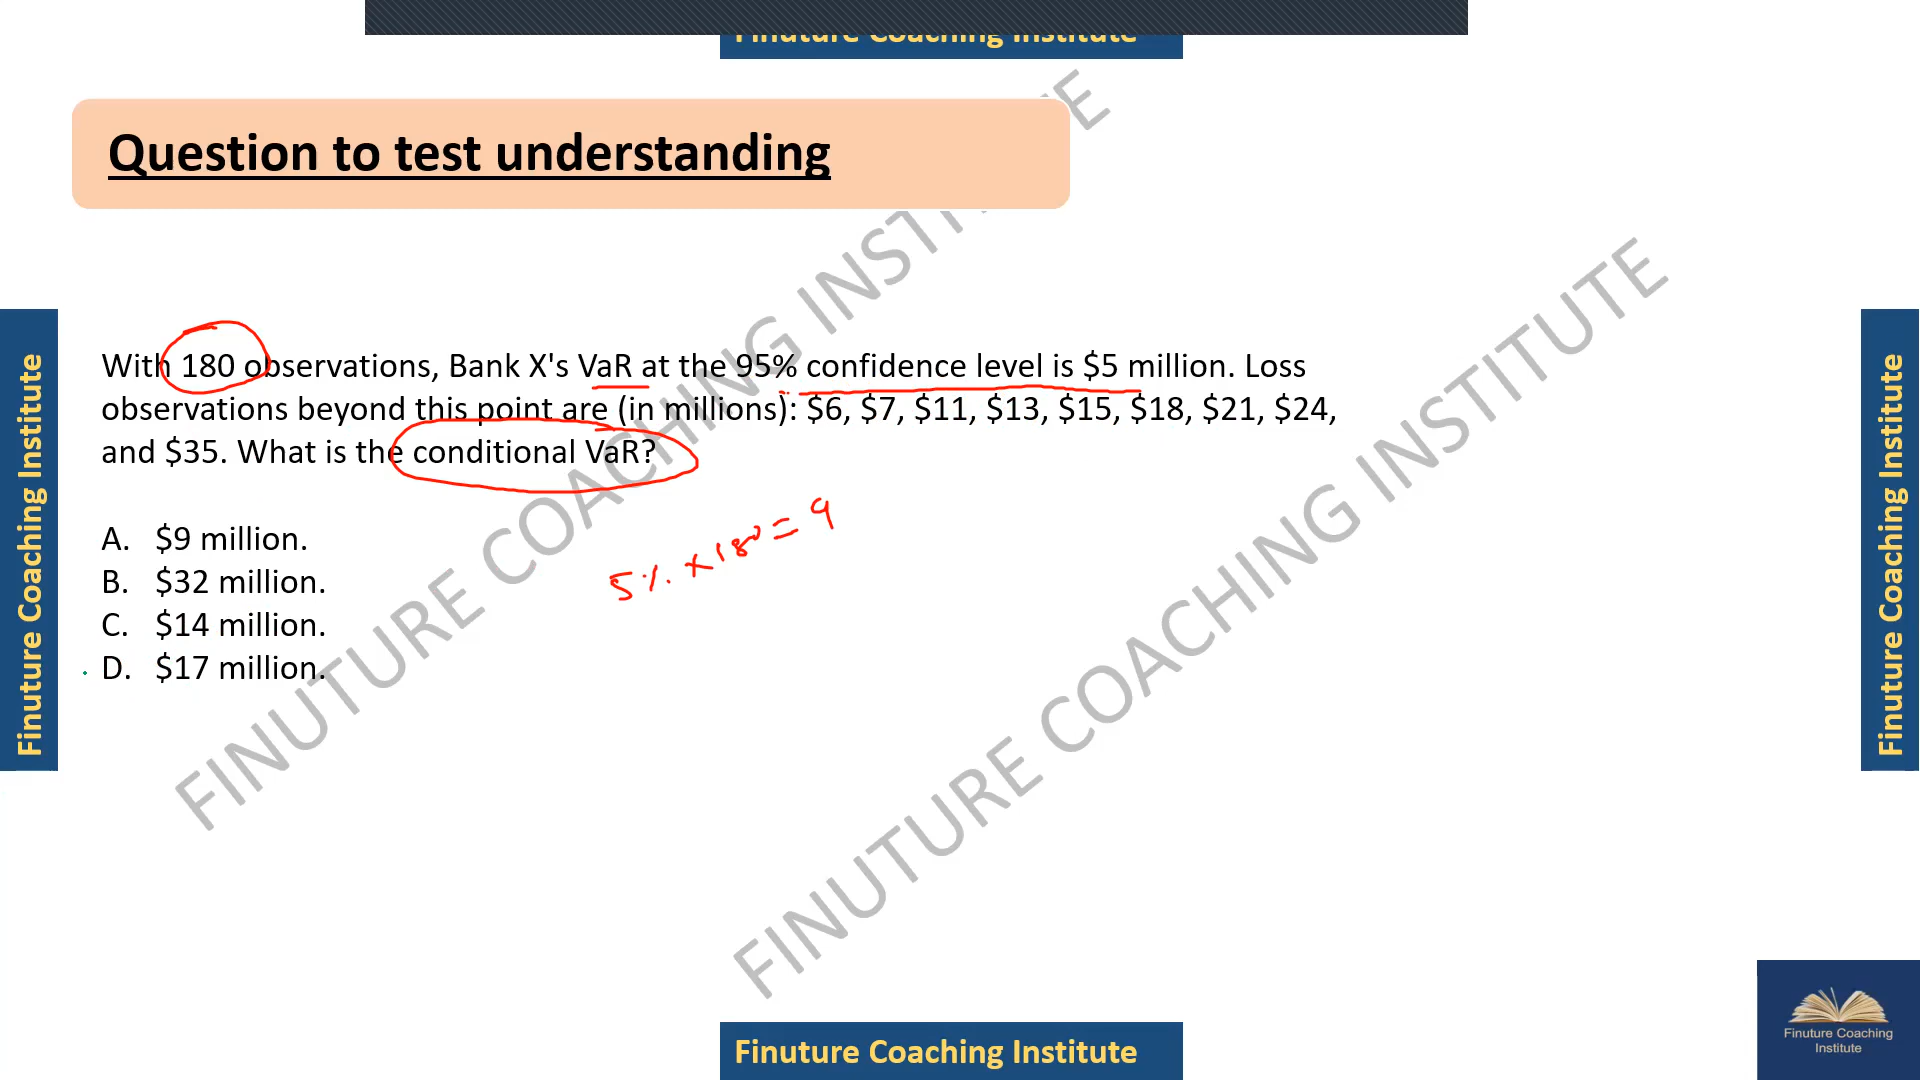 Finuture Coaching Institute
Question to test understanding
With 180 observations, Bank X's VaR at the 95% confidence level is $5 million. Loss
observations beyond this point are (in millions): $6, $7, $11, $13, $15, $18, $21, $24,
and $35. What is the conditional VaR?
A. $9 million.
B. $32 million.
C. $14 million.
D. $17 million.
5% × 180 = 9
Finuture Coaching Institute
Finuture Coaching Institute
FINUTURE COACHING INSTITUTE
FINUTURE COACHING INSTITUTE
Finuture Coaching
Institute
Finuture Coaching Institute